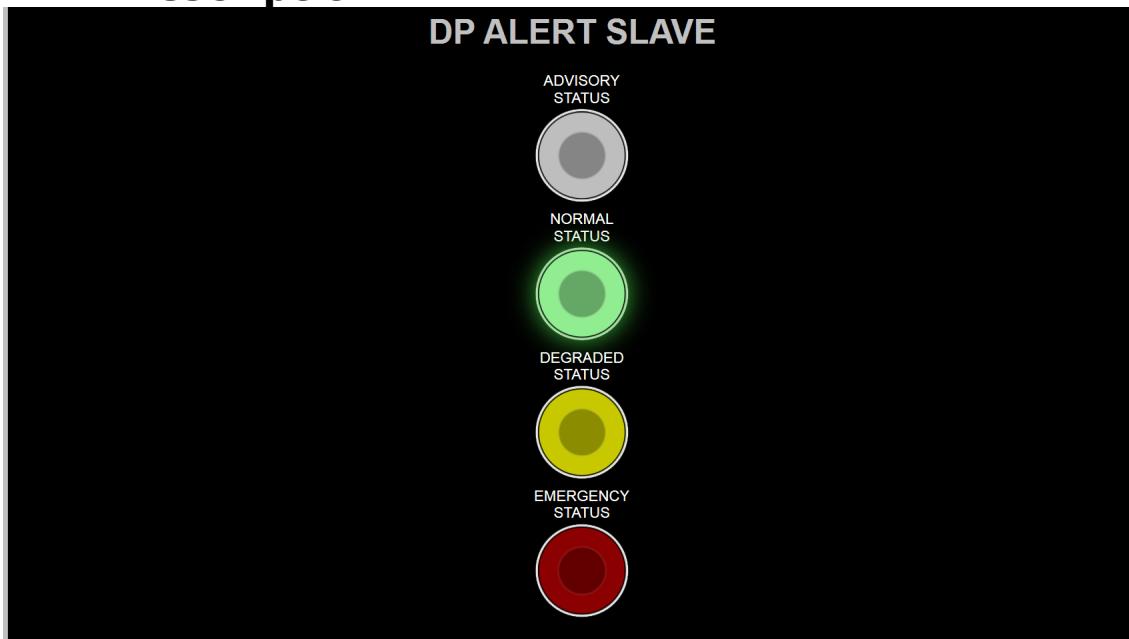 DP ALERT SLAVE
ADVISORY
STATUS
NORMAL
STATUS
DEGRADED
STATUS
EMERGENCY
STATUS